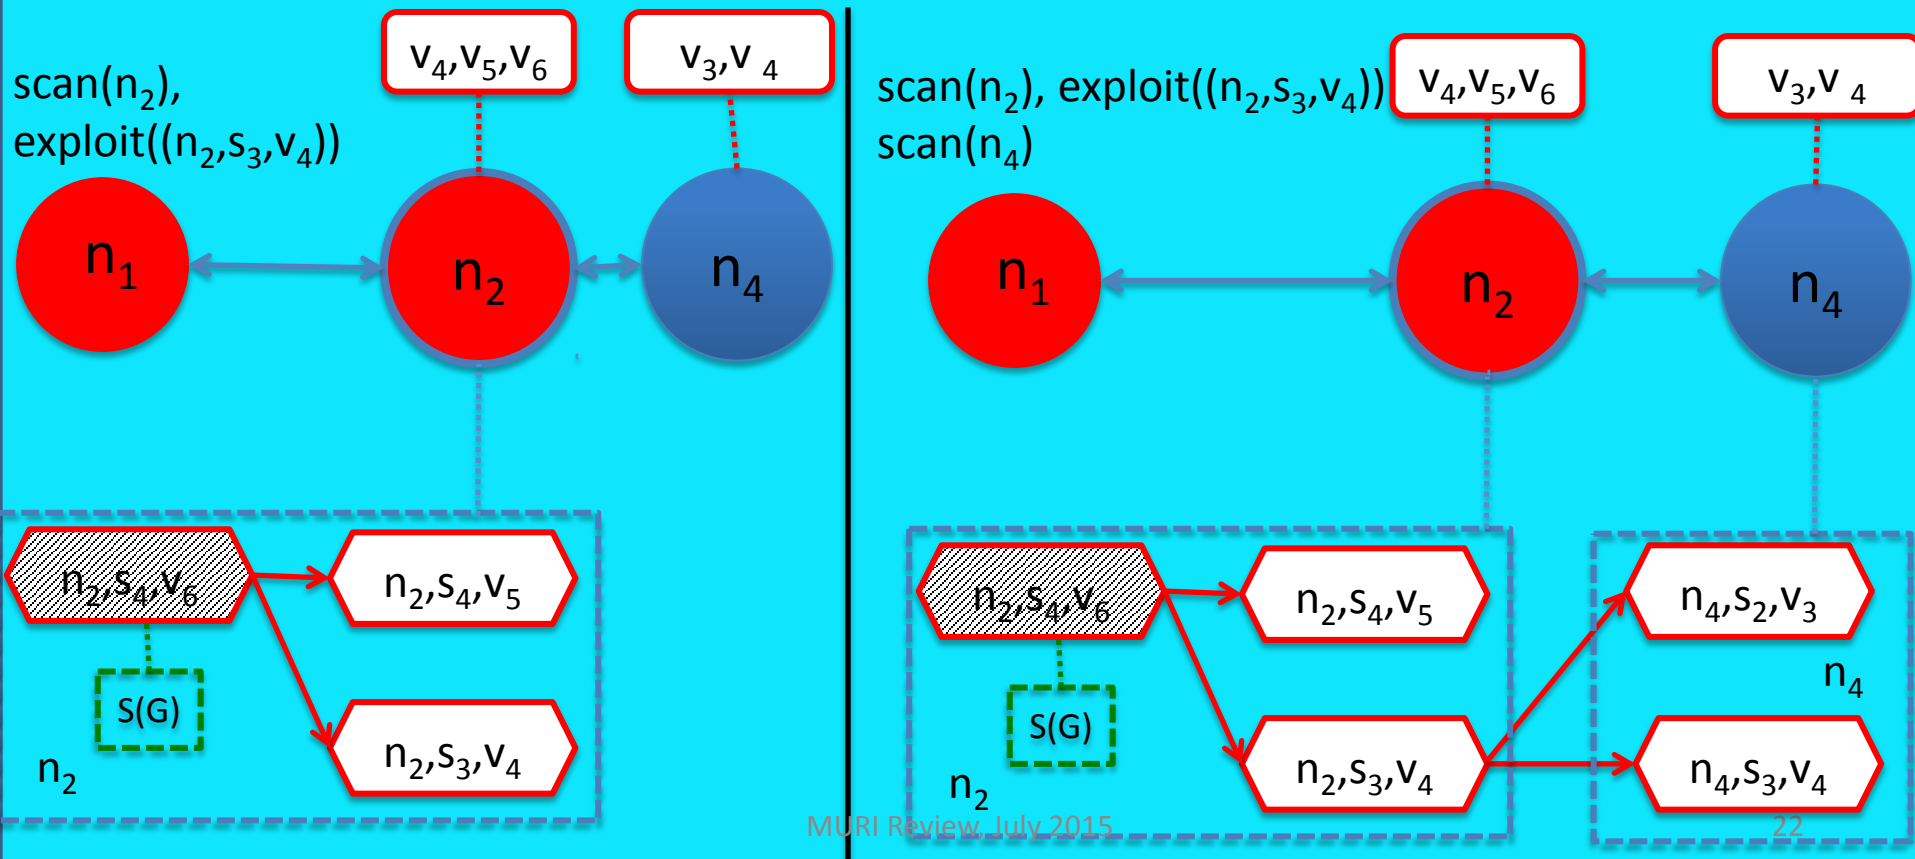 scan(n2),
exploit((n2,s3,v4))
v4,v5,v6
v3,v 4
n1
n2
n4
n2,s4,v6
n2,s4,v5
S(G)
n2,s3,v4
n2
scan(n2), exploit((n2,s3,v4))
scan(n4)
v4,v5,v6
v3,v 4
n1
n2
n4
n2,s4,v6
n2,s4,v5
n4,s2,v3
n4
S(G)
n2,s3,v4
n4,s3,v4
n2
MURI Review, July 2015
22